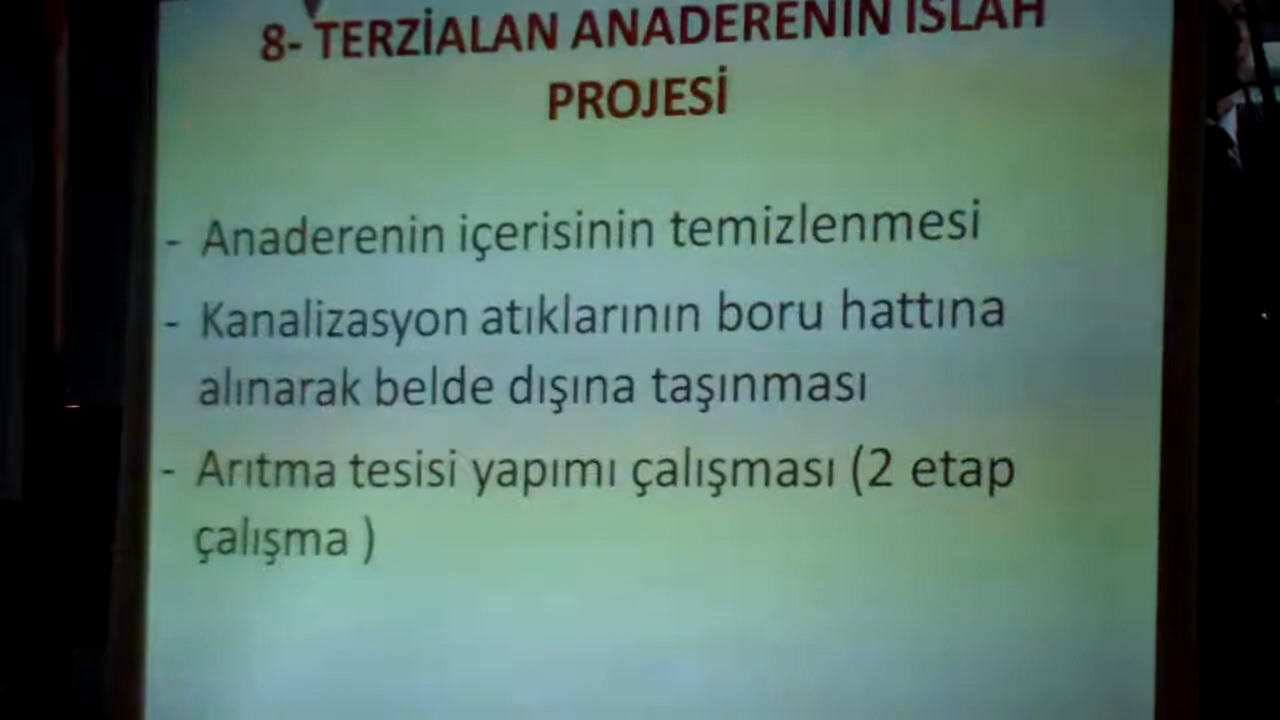 8- TERZİALAN ANADERENİN ISLAH
PROJESİ
- Anaderenin içerisinin temizlenmesi
- Kanalizasyon atıklarının boru hattına
alınarak belde dışına taşınması
- Arıtma tesisi yapımı çalışması (2 etap
çalışma )